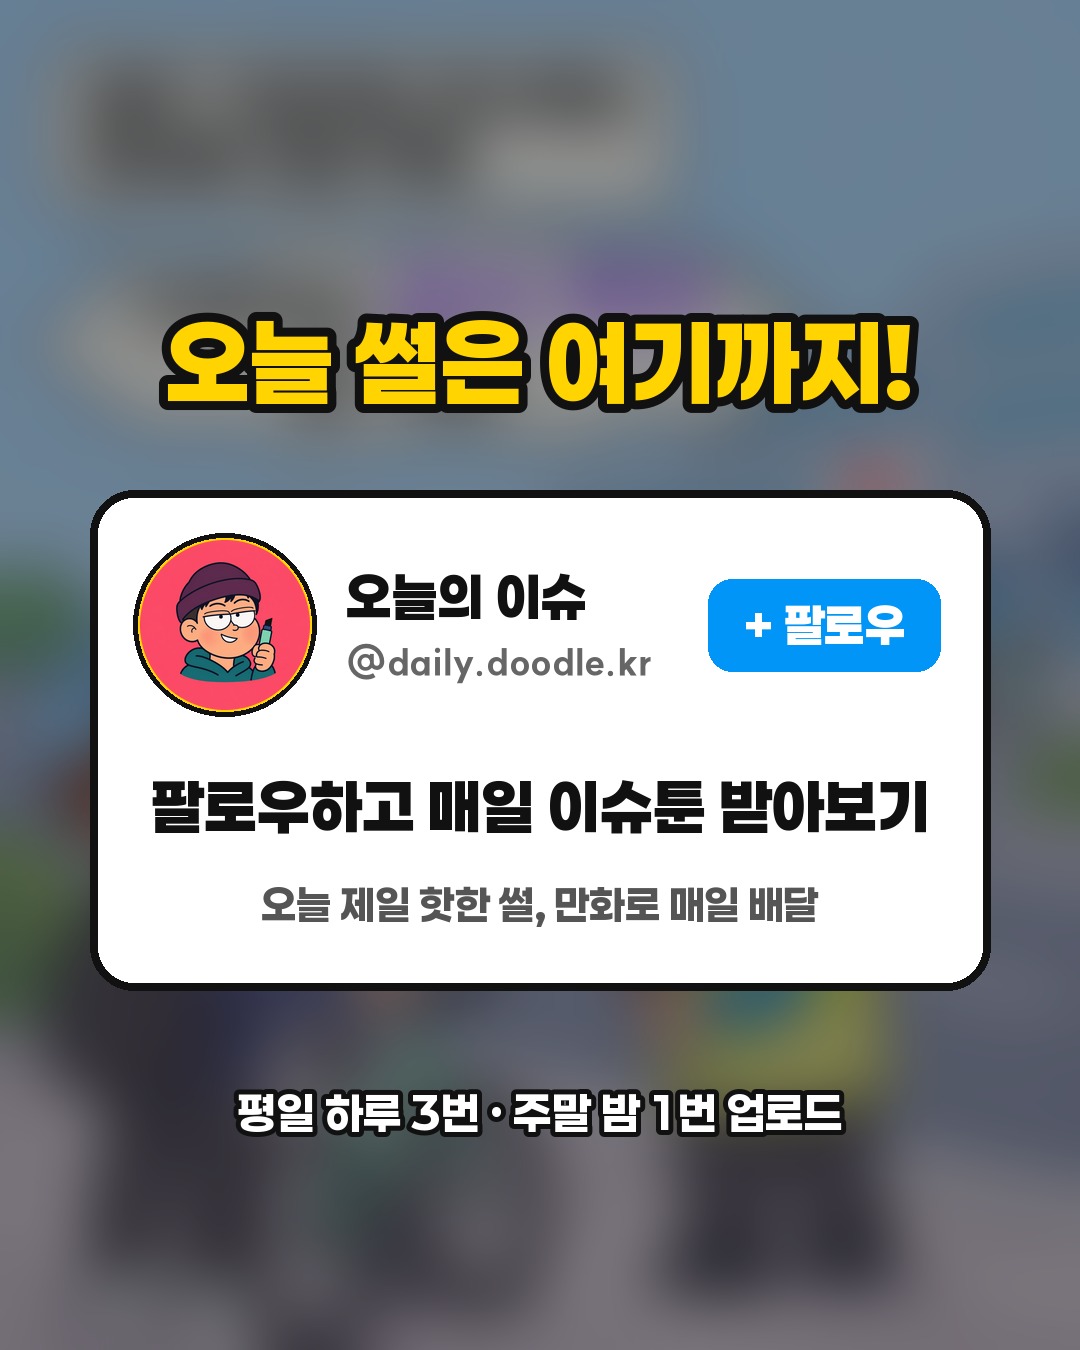 오늘 썰은 여기까지!
오늘의 이슈
@daily.doodle.kr
+ 팔로우
팔로우하고 매일 이슈툰 받아보기
오늘 제일 핫한 썰, 만화로 매일 배달
평일 하루 3번 · 주말 밤 1번 업로드